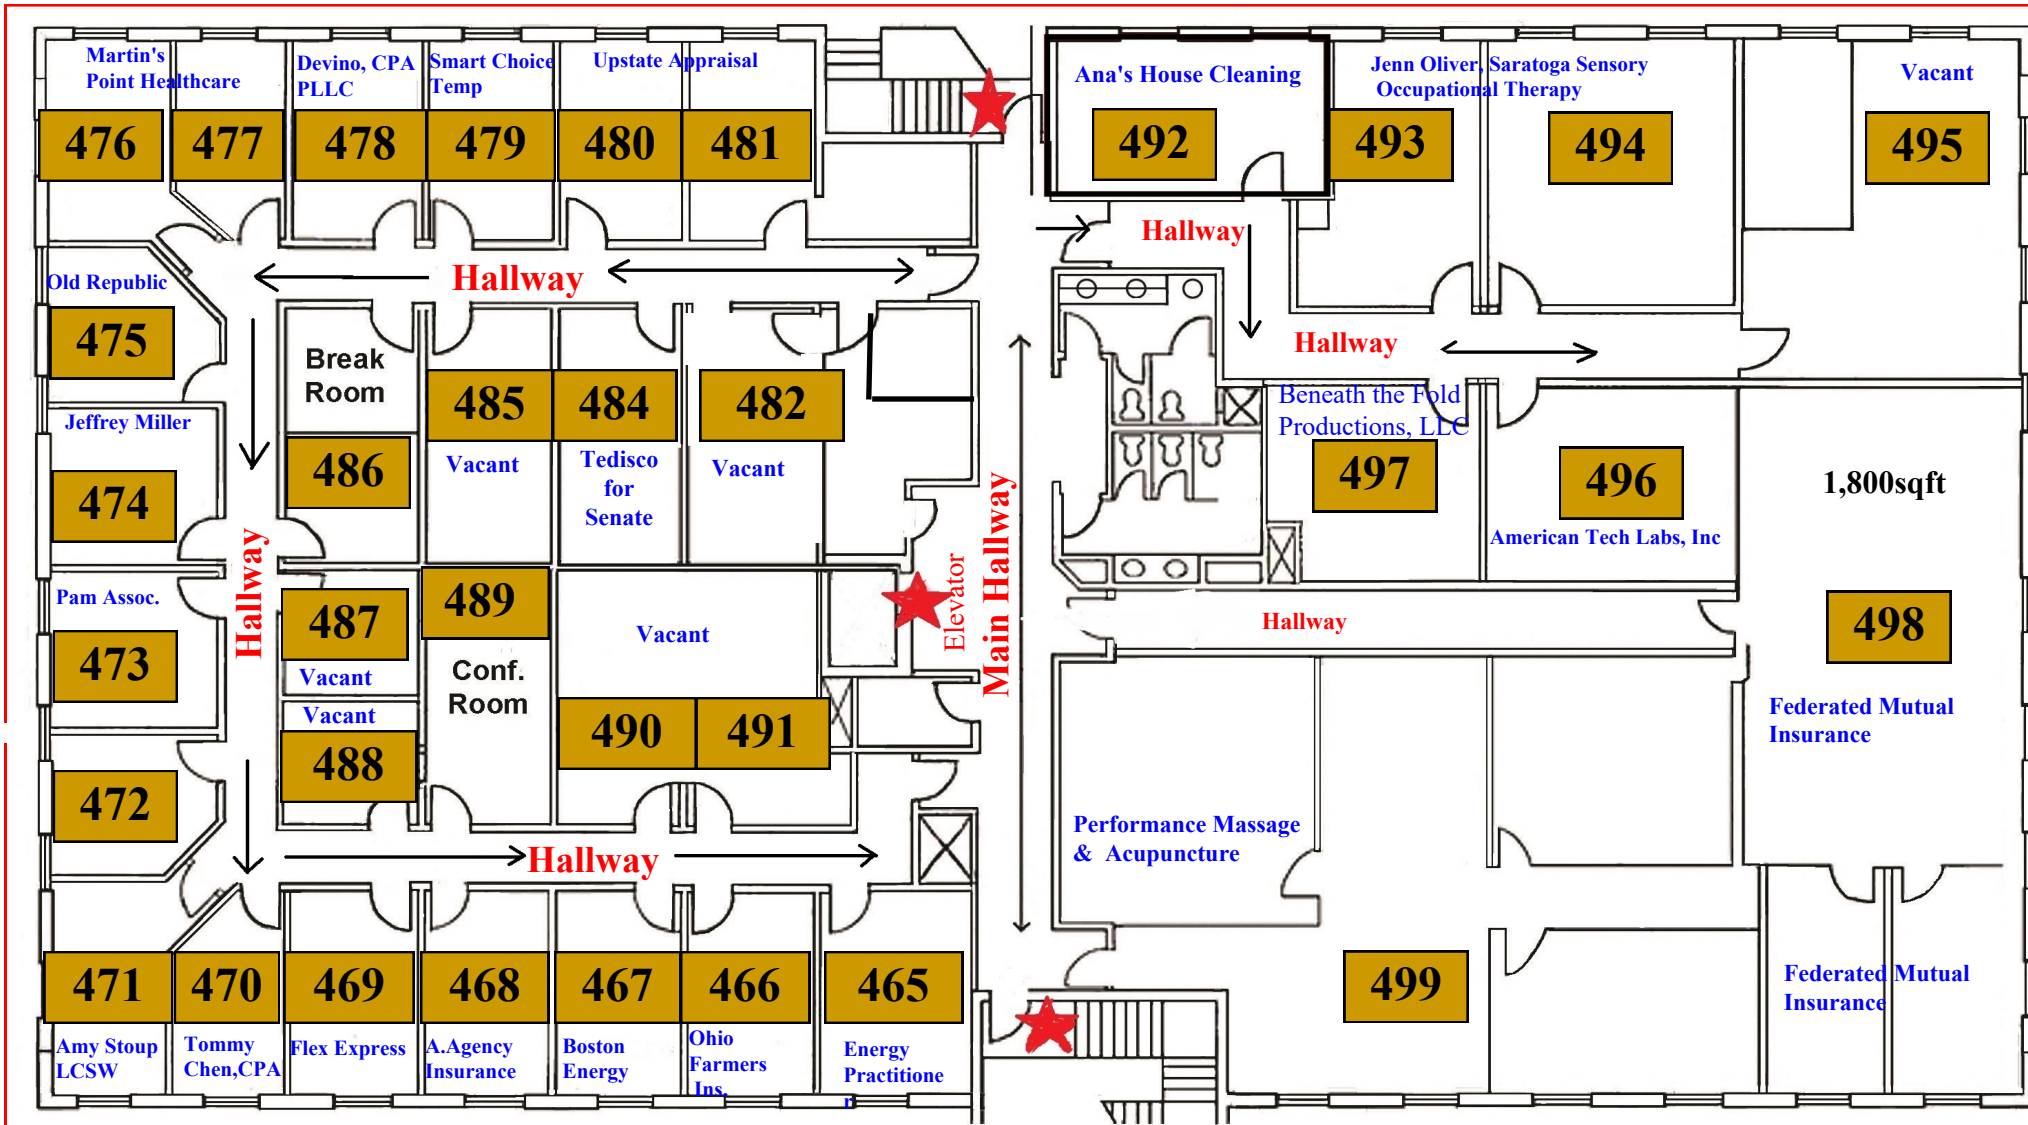 Martin's
Point Healthcare
Devino, CPA
PLLC
Smart Choice
Temp
Upstate Appraisal
476
477
478
479
480
481
Ana's House Cleaning
492
Jenn Oliver, Saratoga Sensory
Occupational Therapy
493
494
Vacant
495
Hallway
Hallway
Hallway
Old Republic
475
Break
Room
486
485
Vacant
484
Tedisco
for
Senate
482
Vacant
Jeffrey Miller
474
Hallway
Beneath the Fold
Productions, LLC
497
496
American Tech Labs, Inc
1,800sqft
498
Federated Mutual
Insurance
Pam Assoc.
473
487
Vacant
Vacant
488
489
Conf.
Room
Vacant
490
491
Elevator
Main Hallway
Hallway
472
Hallway
Performance Massage
& Acupuncture
471
470
469
468
467
466
465
499
Federated Mutual
Insurance
Amy Stoup
LCSW
Tommy
Chen,CPA
Flex Express
A.Agency
Insurance
Boston
Energy
Ohio
Farmers
Ins.
Energy
Practitione
r